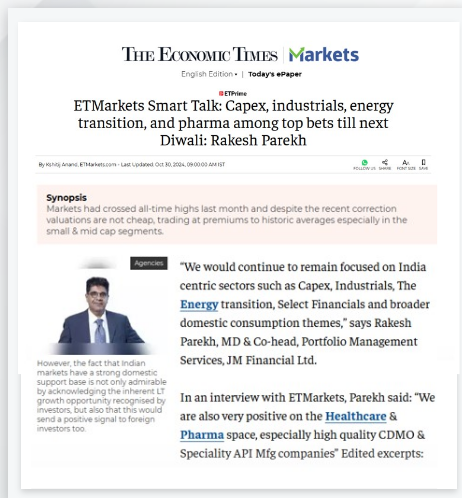 THE ECONOMIC TIMES | Markets
English Edition • | Today's ePaper
ETPrime
ETMarkets Smart Talk: Capex, industrials, energy
transition, and pharma among top bets till next
Diwali: Rakesh Parekh
By Kshitij Anand, ETMarkets.com - Last Updated: Oct 30, 2024, 09:00:00 AM IST
FOLLOW US SHARE FONT SIZE SAVE
Synopsis
Markets had crossed all-time highs last month and despite the recent correction
valuations are not cheap, trading at premiums to historic averages especially in the
small & mid cap segments.
Agencies
However, the fact that Indian
markets have a strong domestic
support base is not only admirable
by acknowledging the inherent LT
growth opportunity recognised by
investors, but also that this would
send a positive signal to foreign
investors too.
“We would continue to remain focused on India
centric sectors such as Capex, Industrials, The
Energy transition, Select Financials and broader
domestic consumption themes,” says Rakesh
Parekh, MD & Co-head, Portfolio Management
Services, JM Financial Ltd.
In an interview with ETMarkets, Parekh said: “We
are also very positive on the Healthcare &
Pharma space, especially high quality CDMO &
Speciality API Mfg companies” Edited excerpts: